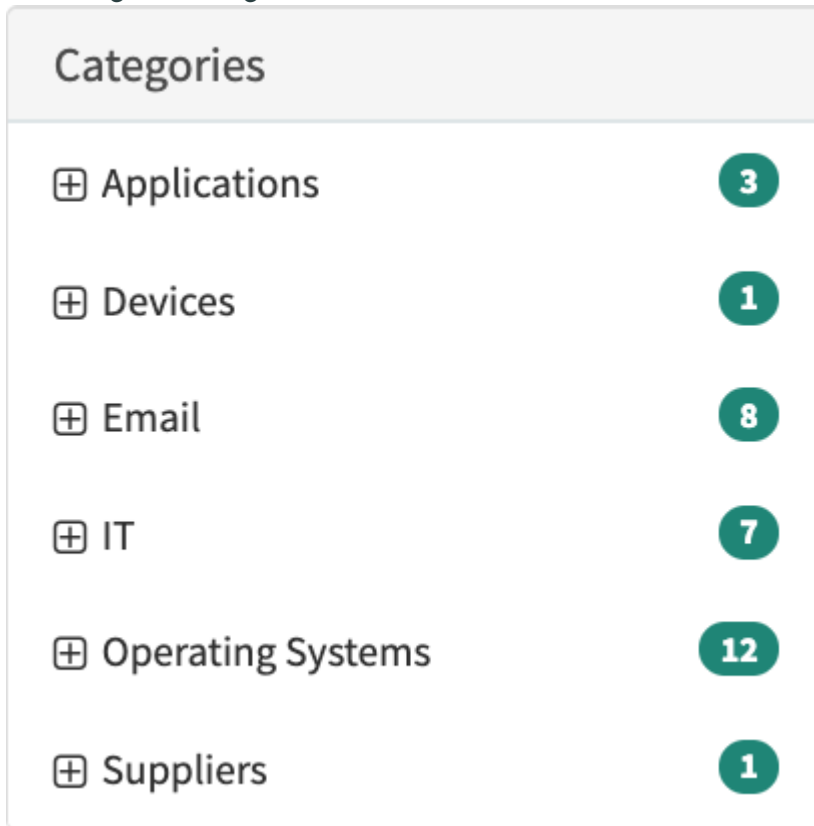 Categories
Applications 3
Devices 1
Email 8
IT 7
Operating Systems 12
Suppliers 1